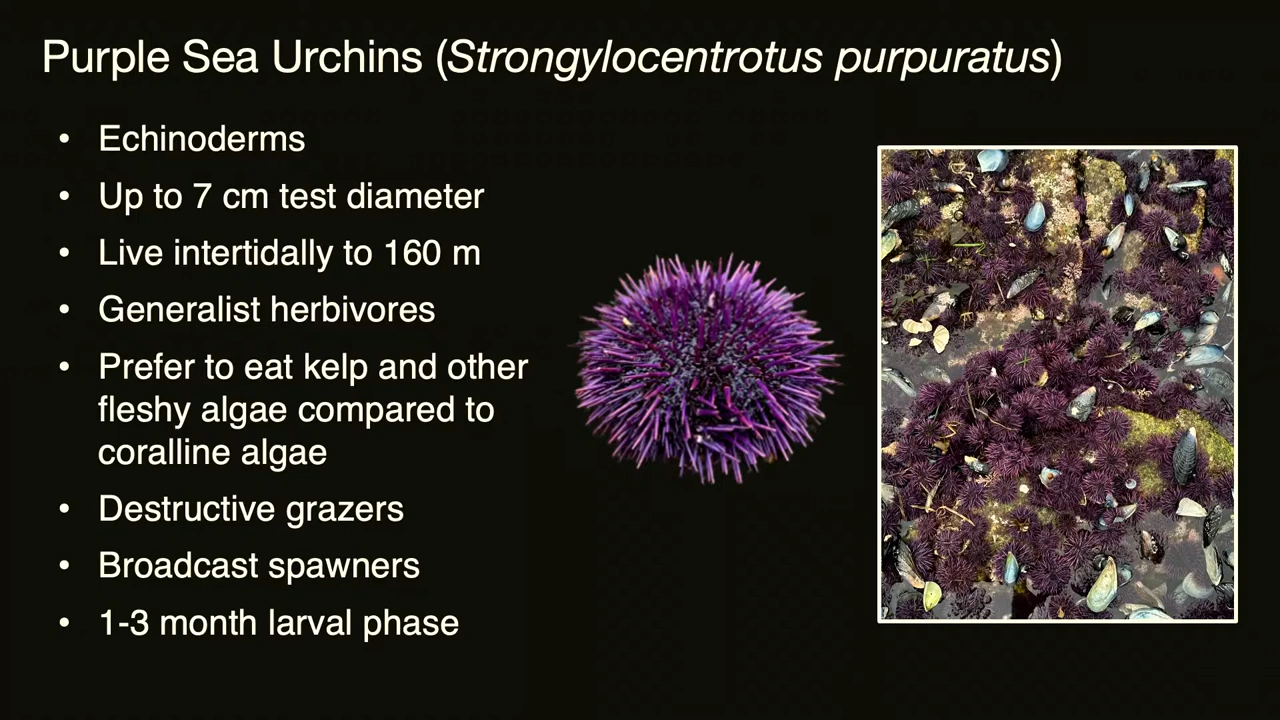 Purple Sea Urchins (Strongylocentrotus purpuratus)
• Echinoderms
• Up to 7 cm test diameter
• Live intertidally to 160 m
• Generalist herbivores
• Prefer to eat kelp and other
fleshy algae compared to
coralline algae
• Destructive grazers
• Broadcast spawners
• 1-3 month larval phase